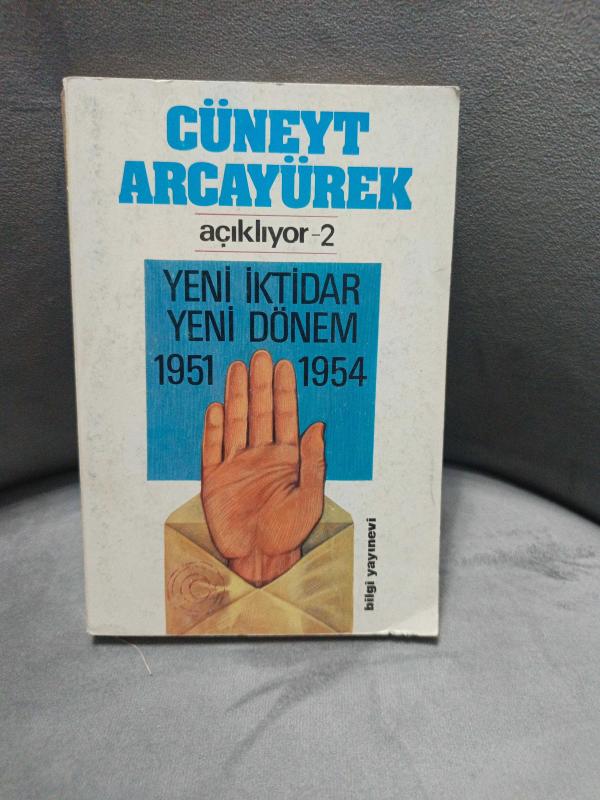 CÜNEYT
ARCAYÜREK
açıklıyor-2
YENİ İKTİDAR
YENİ DÖNEM
1951 1954
bilgi yayınevi